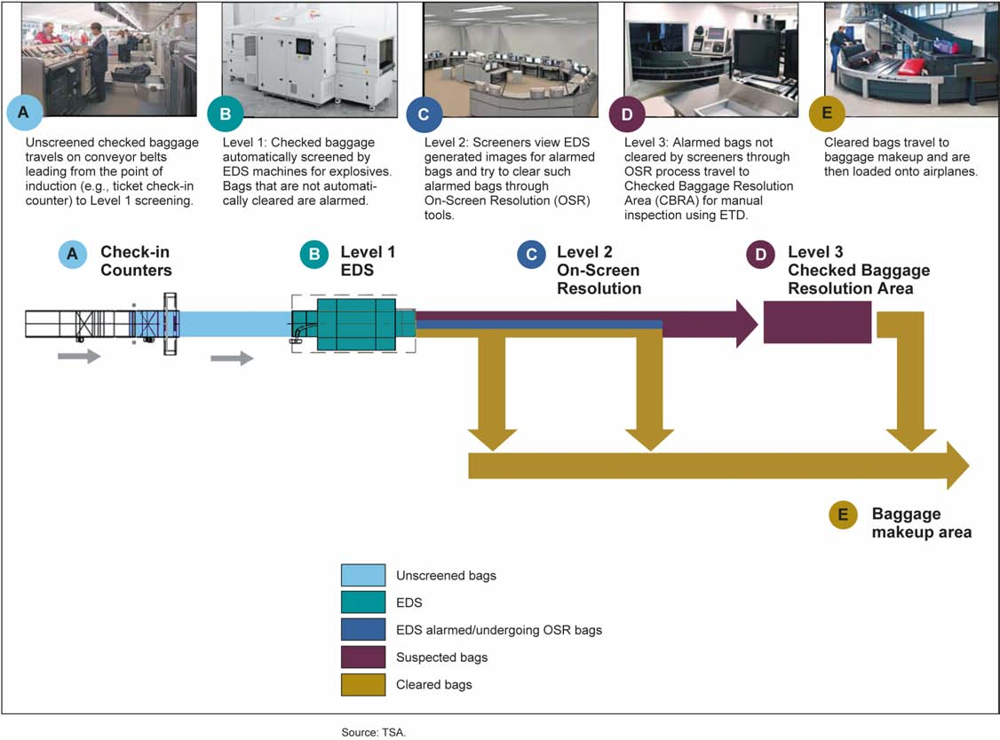 A
Unscreened checked baggage
travels on conveyor belts
leading from the point of
induction (e.g., ticket check-in
counter) to Level 1 screening.
B
Level 1: Checked baggage
automatically screened by
EDS machines for explosives.
Bags that are not automati-
cally cleared are alarmed.
C
Level 2: Screeners view EDS
generated images for alarmed
bags and try to clear such
alarmed bags through
On-Screen Resolution (OSR)
tools.
D
Level 3: Alarmed bags not
cleared by screeners through
OSR process travel to
Checked Baggage Resolution
Area (CBRA) for manual
inspection using ETD.
E
Cleared bags travel to
baggage makeup and are
then loaded onto airplanes.
A
Check-in
Counters
B
Level 1
EDS
C
Level 2
On-Screen
Resolution
D
Level 3
Checked Baggage
Resolution Area
E
Baggage
makeup area
Unscreened bags
EDS
EDS alarmed/undergoing OSR bags
Suspected bags
Cleared bags
Source: TSA.